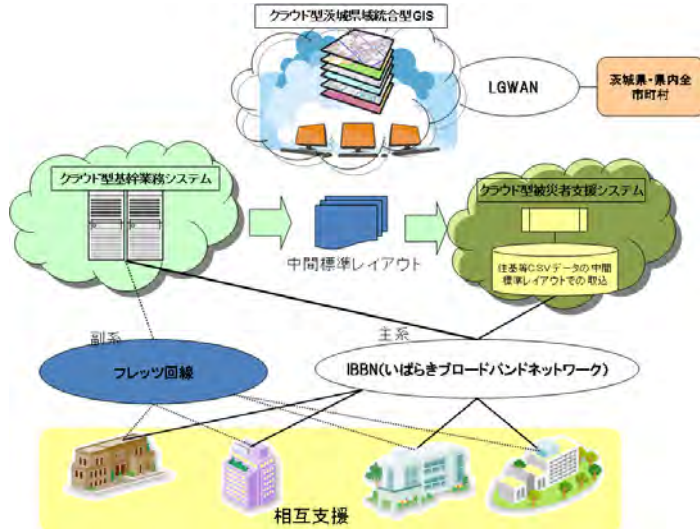 クラウド型茨城県域統合型GIS
LGWAN
茨城県・県内全
市町村
クラウド型基幹業務システム
クラウド型被災者支援システム
中間標準レイアウト
住基等CSVデータの中間
標準レイアウトでの取込
副系
主系
フレッツ回線
IBBN(いばらきブロードバンドネットワーク)
相互支援